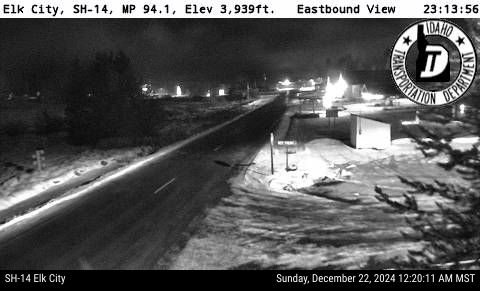 Elk City, SH-14, MP 94.1, Elev 3,939ft. Eastbound View 23:13:56
IDAHO
TRANSPORTATION DEPARTMENT
SH-14 Elk City Sunday, December 22, 2024 12:20:11 AM MST